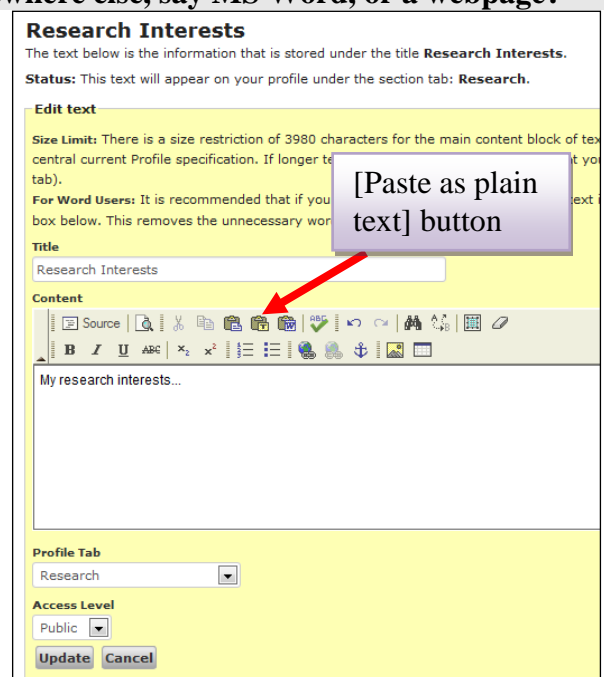 where else, say MS Word, or a webpage?
Research Interests
The text below is the information that is stored under the title Research Interests.
Status: This text will appear on your profile under the section tab: Research.
Edit text
Size Limit: There is a size restriction of 3980 characters for the main content block of
central current Profile specification. If longer
tab).
For Word Users: It is recommended that if you
box below. This removes the unnecessary
[Paste as plain
text] button
Title
Research Interests
Content
Source
ABC
B I U ABC x₂ x²
My research interests...
Profile Tab
Research
Access Level
Public
Update Cancel